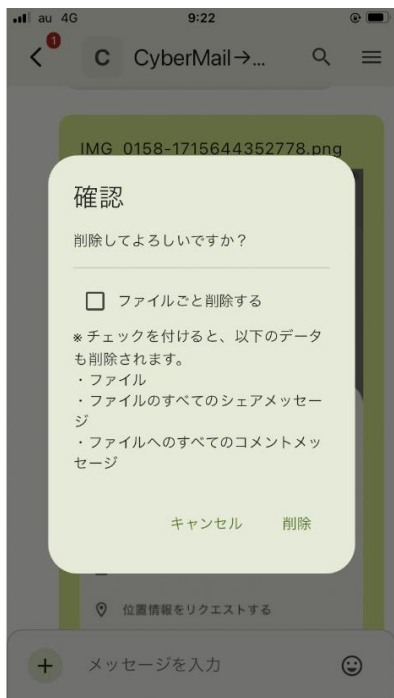 au 4G 9:22
1
C CyberMail→...
IMG_0158-1715644352778.png
確認
削除してよろしいですか？
ファイルごと削除する
※チェックを付けると、以下のデータ
も削除されます。
・ファイル
・ファイルのすべてのシェアメッセー
ジ
・ファイルへのすべてのコメントメッ
セージ
キャンセル 削除
位置情報をリクエストする
メッセージを入力